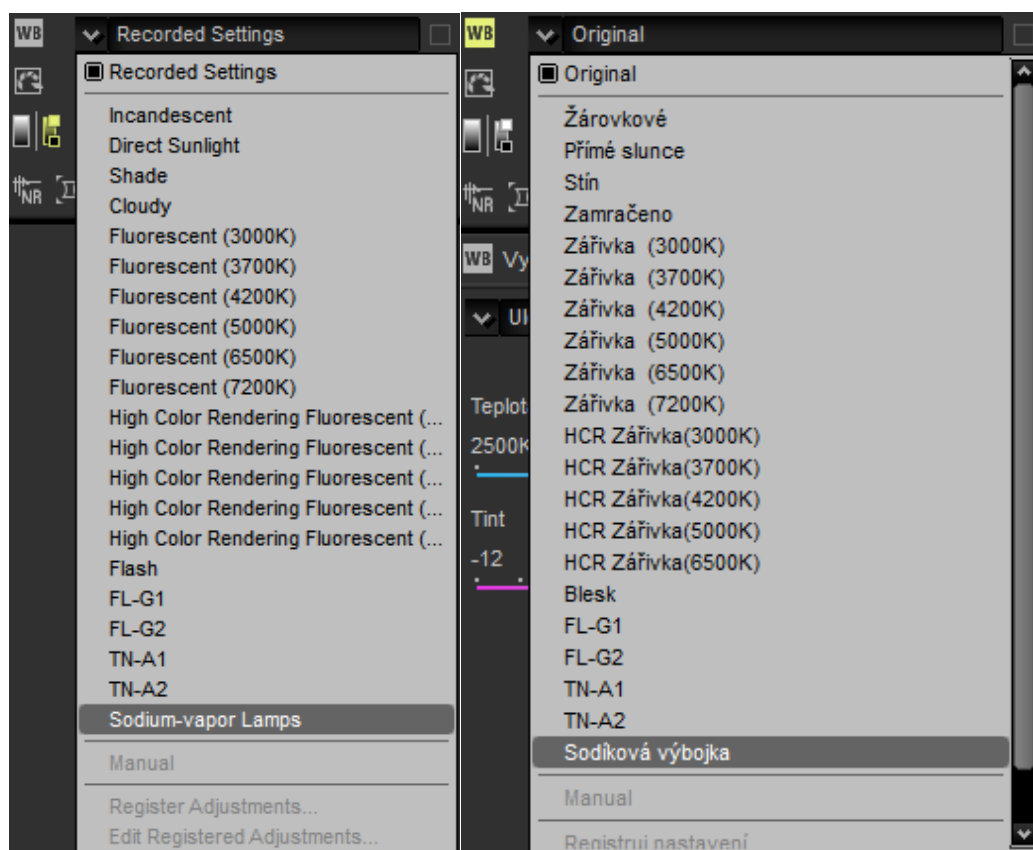 WB
Recorded Settings
Recorded Settings
Incandescent
Direct Sunlight
Shade
Cloudy
Fluorescent (3000K)
Fluorescent (3700K)
Fluorescent (4200K)
Fluorescent (5000K)
Fluorescent (6500K)
Fluorescent (7200K)
High Color Rendering Fluorescent (...
High Color Rendering Fluorescent (...
High Color Rendering Fluorescent (...
High Color Rendering Fluorescent (...
High Color Rendering Fluorescent (...
Flash
FL-G1
FL-G2
TN-A1
TN-A2
Sodium-vapor Lamps
Manual
Register Adjustments...
Edit Registered Adjustments...
NR
WB
Original
Original
Žárovkové
Přímé slunce
Stín
Zamračeno
Zářivka (3000K)
Zářivka (3700K)
Zářivka (4200K)
Zářivka (5000K)
Zářivka (6500K)
Zářivka (7200K)
HCR Zářivka(3000K)
HCR Zářivka(3700K)
HCR Zářivka(4200K)
HCR Zářivka(5000K)
HCR Zářivka(6500K)
Blesk
FL-G1
FL-G2
TN-A1
TN-A2
Sodíková výbojka
Manual
Registruj nastavení
NR
WB Vy
Teplot
2500K
Tint
-12